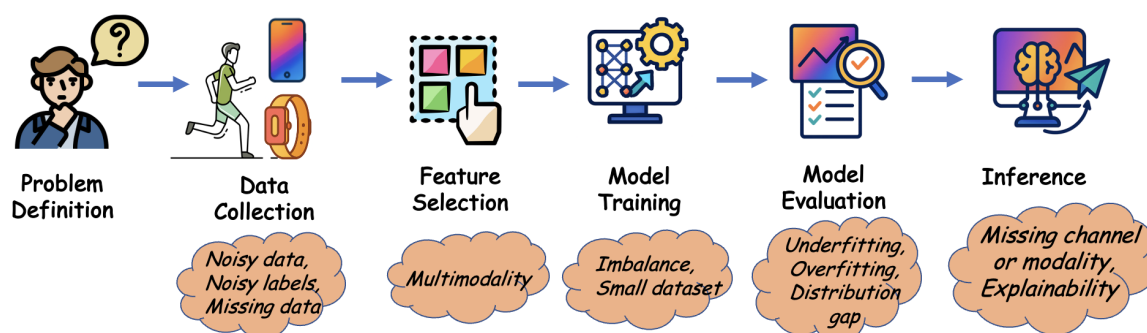 ?
Problem
Definition
Data
Collection
Feature
Selection
Model
Training
Model
Evaluation
Inference
Noisy data,
Noisy labels,
Missing data
Multimodality
Imbalance,
Small dataset
Underfitting,
Overfitting,
Distribution
gap
Missing channel
or modality,
Explainability